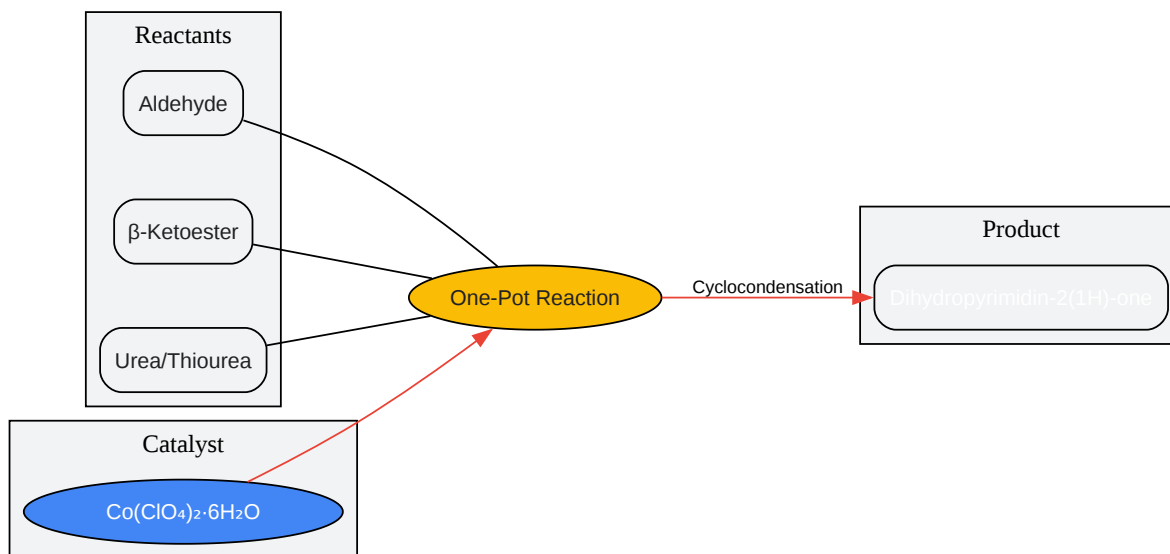 Reactants
Aldehyde
β-Ketoester
Urea/Thiourea
Catalyst
Co(ClO₄)₂·6H₂O
One-Pot Reaction
Cyclocondensation
Product
Dihydropyrimidin-2(1H)-one